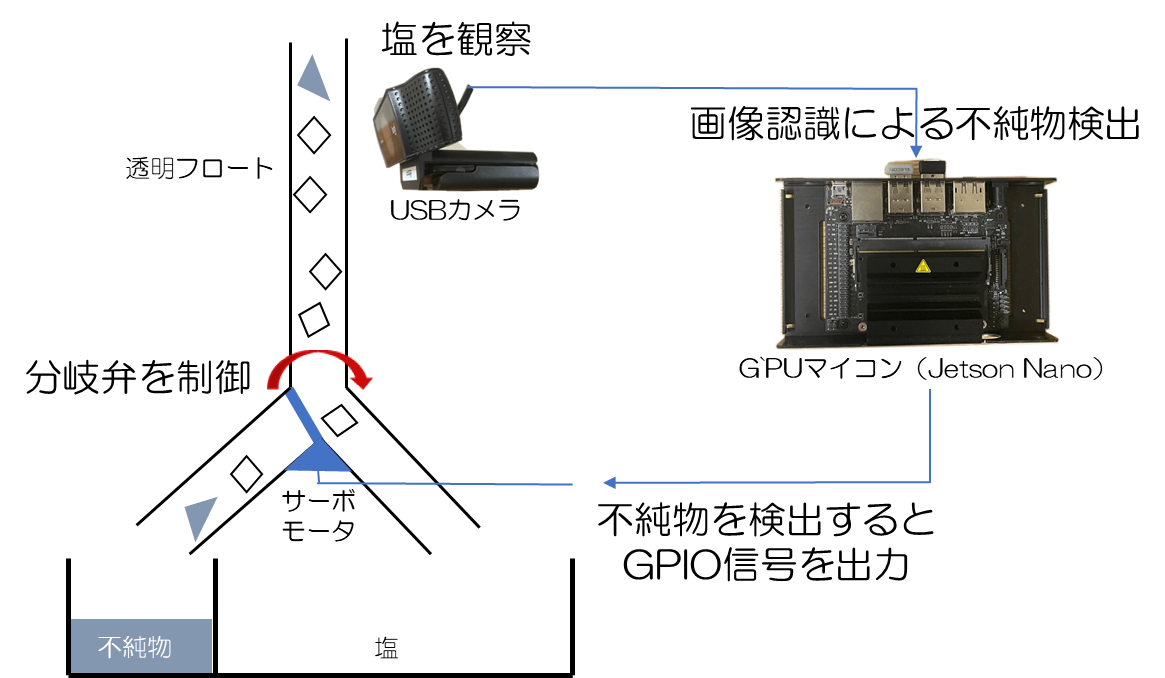 塩を観察
画像認識による不純物検出
透明フロート
USBカメラ
GPUマイコン（Jetson Nano）
分岐弁を制御
サーボ
モータ
不純物を検出すると
GPIO信号を出力
不純物
塩